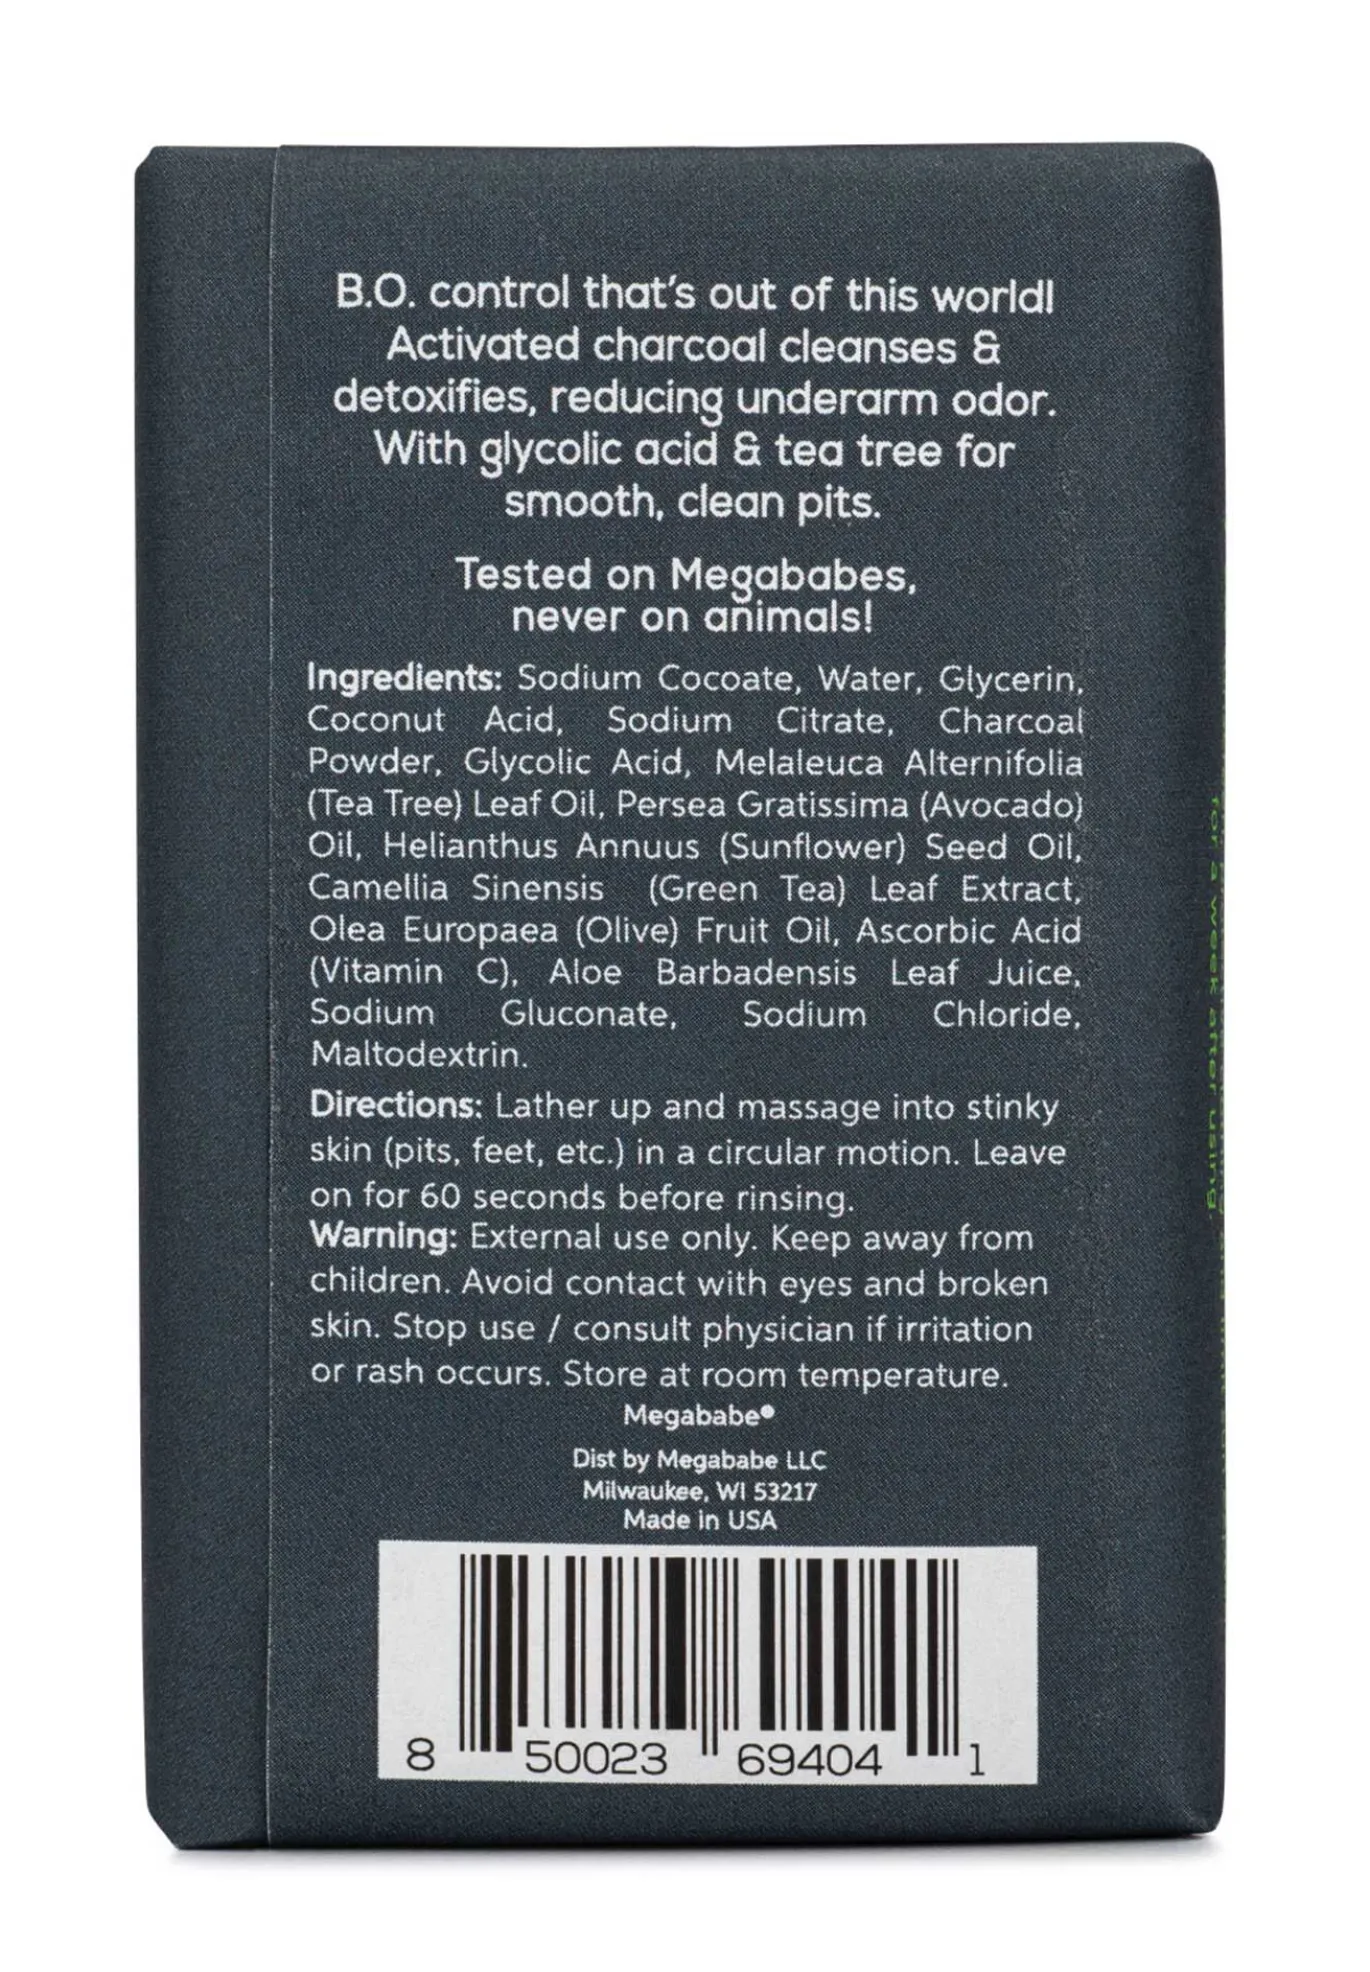 B.O. control that's out of this world!
Activated charcoal cleanses &
detoxifies, reducing underarm odor.
With glycolic acid & tea tree for
smooth, clean pits.
Tested on Megababes,
never on animals!
Ingredients: Sodium Cocoate, Water, Glycerin,
Coconut Acid, Sodium Citrate, Charcoal
Powder, Glycolic Acid, Melaleuca Alternifolia
(Tea Tree) Leaf Oil, Persea Gratissima (Avocado)
Oil, Helianthus Annuus (Sunflower) Seed Oil,
Camellia Sinensis (Green Tea) Leaf Extract,
Olea Europaea (Olive) Fruit Oil, Ascorbic Acid
(Vitamin C), Aloe Barbadensis Leaf Juice,
Sodium Gluconate, Sodium Chloride,
Maltodextrin.
Directions: Lather up and massage into stinky
skin (pits, feet, etc.) in a circular motion. Leave
on for 60 seconds before rinsing.
Warning: External use only. Keep away from
children. Avoid contact with eyes and broken
skin. Stop use / consult physician if irritation
or rash occurs. Store at room temperature.
Megababe®
Dist by Megababe LLC
Milwaukee, WI 53217
Made in USA
8 50023 69404 1
for a week after using.